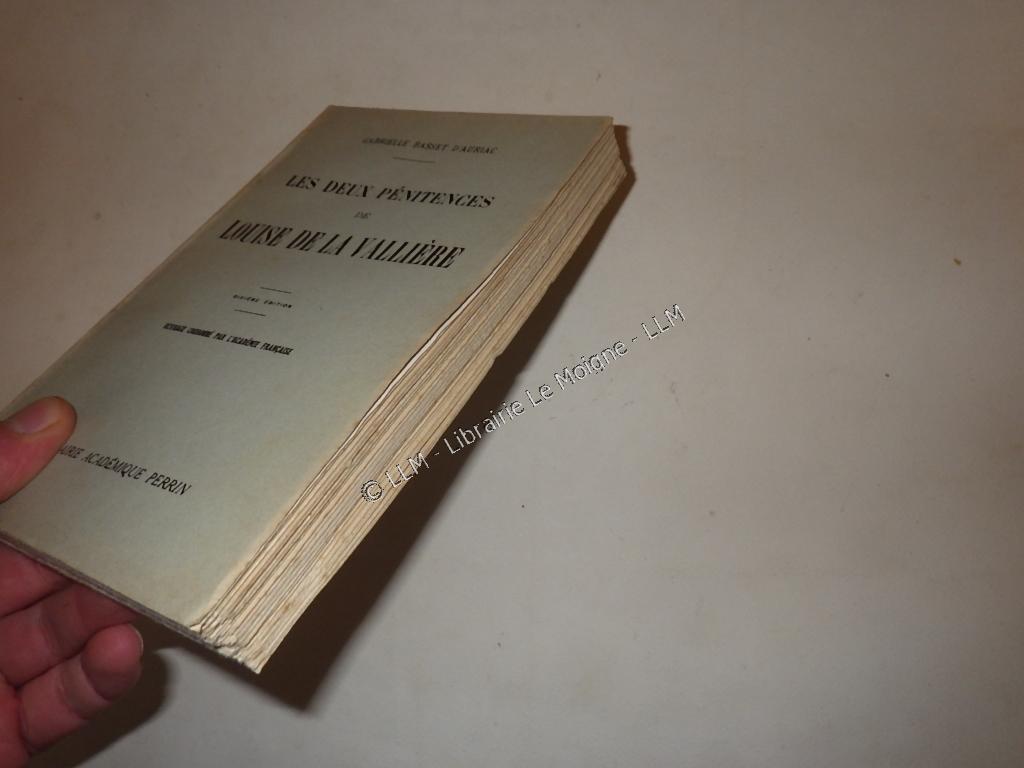 GABRIELLE BASSET D'AURIAC
LES DEUX PÉNITENCES
DE
LOUISE DE LA VALLIÈRE
ÉDITION
OUVRAGE COURONNÉ PAR L'ACADÉMIE FRANÇAISE
AIRIE ACADÉMIQUE PERRIN
© LLM - Librairie Le Moigne - LLM